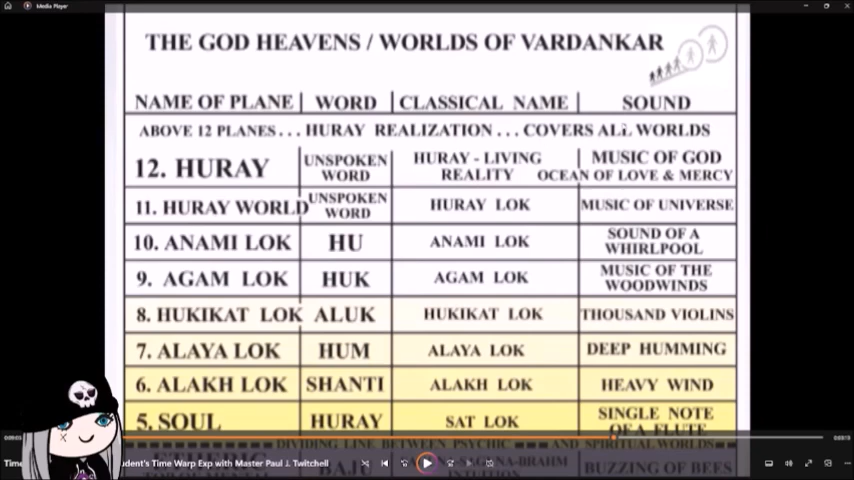 Media Player
THE GOD HEAVENS / WORLDS OF VARDANKAR
NAME OF PLANE WORD CLASSICAL NAME SOUND
ABOVE 12 PLANES . . . HURAY REALIZATION . . . COVERS ALL WORLDS
12. HURAY UNSPOKEN WORD HURAY - LIVING REALITY MUSIC OF GOD OCEAN OF LOVE & MERCY
11. HURAY WORLD UNSPOKEN WORD HURAY LOK MUSIC OF UNIVERSE
10. ANAMI LOK HU ANAMI LOK SOUND OF A WHIRLPOOL
9. AGAM LOK HUK AGAM LOK MUSIC OF THE WOODWINDS
8. HUKIKAT LOK ALUK HUKIKAT LOK THOUSAND VIOLINS
7. ALAYA LOK HUM ALAYA LOK DEEP HUMMING
6. ALAKH LOK SHANTI ALAKH LOK HEAVY WIND
5. SOUL HURAY SAT LOK SINGLE NOTE OF A FLUTE
DIVIDING LINE BETWEEN PSYCHIC AND SPIRITUAL WORLDS
BAJU INTUITION BUZZING OF BEES
Time udent's Time Warp Exp with Master Paul J. Twitchell